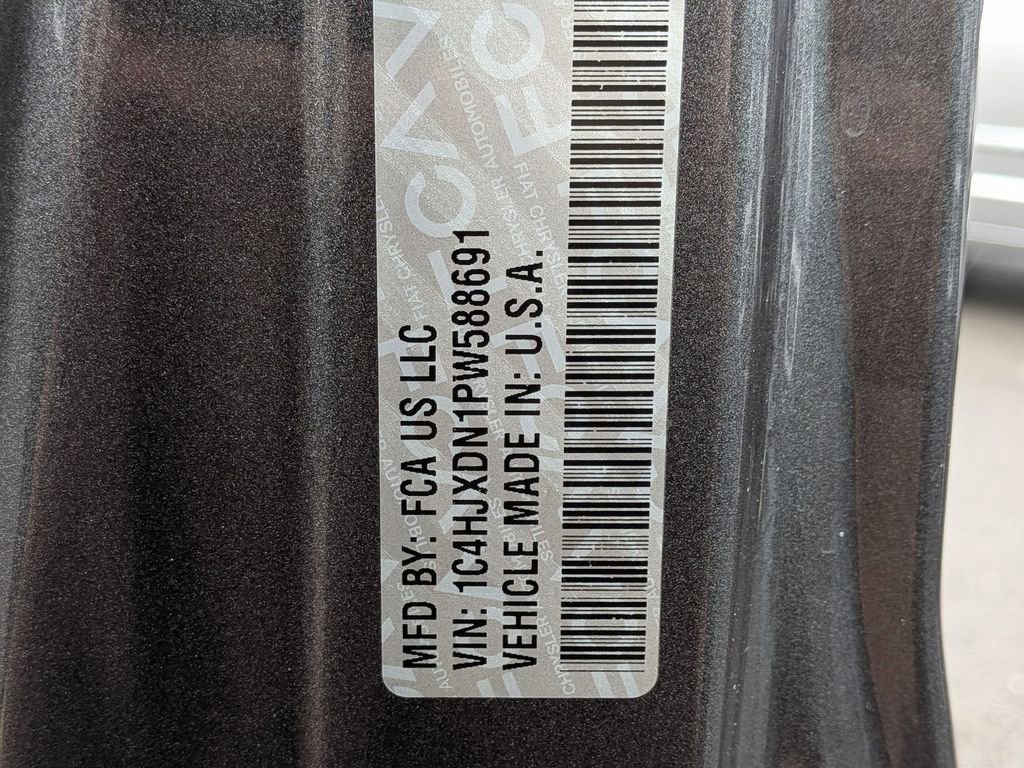 MFD BY: FCA US LLC
VIN: 1C4HJXDN1PW588691
VEHICLE MADE IN: U.S.A.